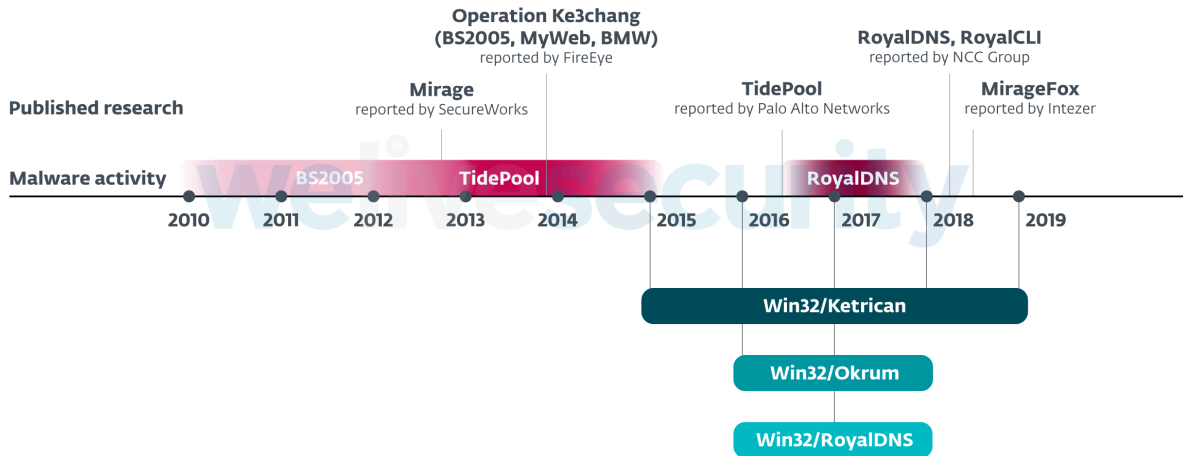 Operation Ke3chang
(BS2005, MyWeb, BMW)
reported by FireEye
RoyalDNS, RoyalCLI
reported by NCC Group
Mirage
reported by SecureWorks
TidePool
reported by Palo Alto Networks
MirageFox
reported by Intezer
Published research
Malware activity
BS2005
TidePool
RoyalDNS
welivesecurity
2010
2011
2012
2013
2014
2015
2016
2017
2018
2019
Win32/Ketrican
Win32/Okrum
Win32/RoyalDNS